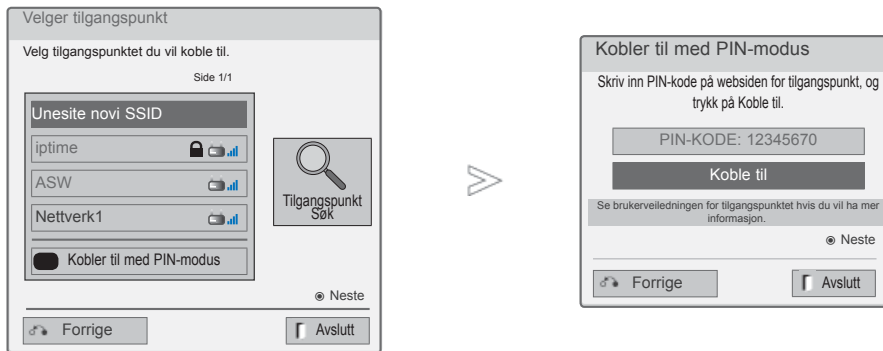 Velger tilgangspunkt
Velg tilgangspunktet du vil koble til.
Side 1/1
Unesite novi SSID
iptime
ASW
Nettverk1
Kobler til med PIN-modus
Tilgangspunkt
Søk
Neste
Forrige
Avslutt
Kobler til med PIN-modus
Skriv inn PIN-kode på websiden for tilgangspunkt, og
trykk på Koble til.
PIN-KODE: 12345670
Koble til
Se brukerveiledningen for tilgangspunktet hvis du vil ha mer
informasjon.
Neste
Forrige
Avslutt